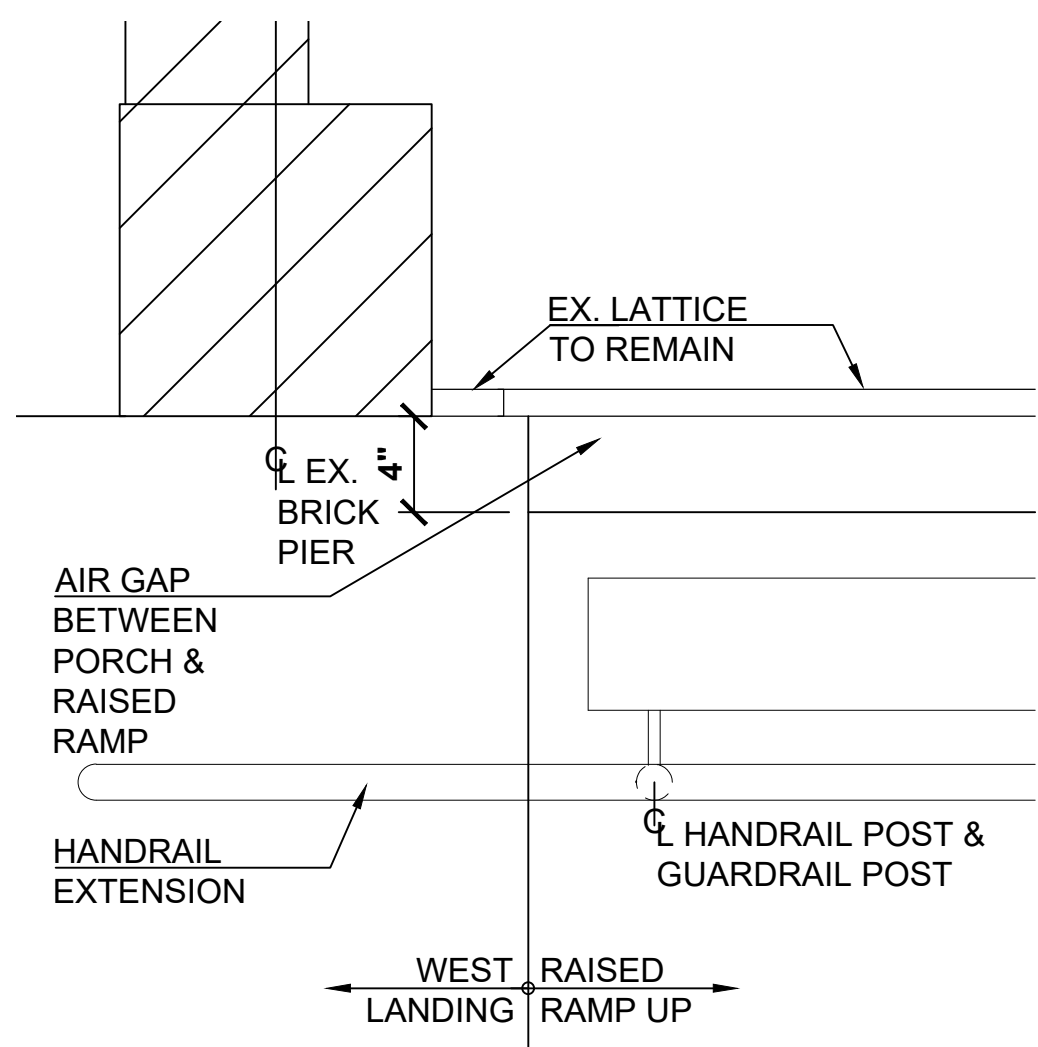 EX. LATTICE
TO REMAIN
℄ EX.
BRICK
PIER
4"
AIR GAP
BETWEEN
PORCH &
RAISED
RAMP
HANDRAIL
EXTENSION
℄ HANDRAIL POST &
GUARDRAIL POST
WEST
LANDING
RAISED
RAMP UP